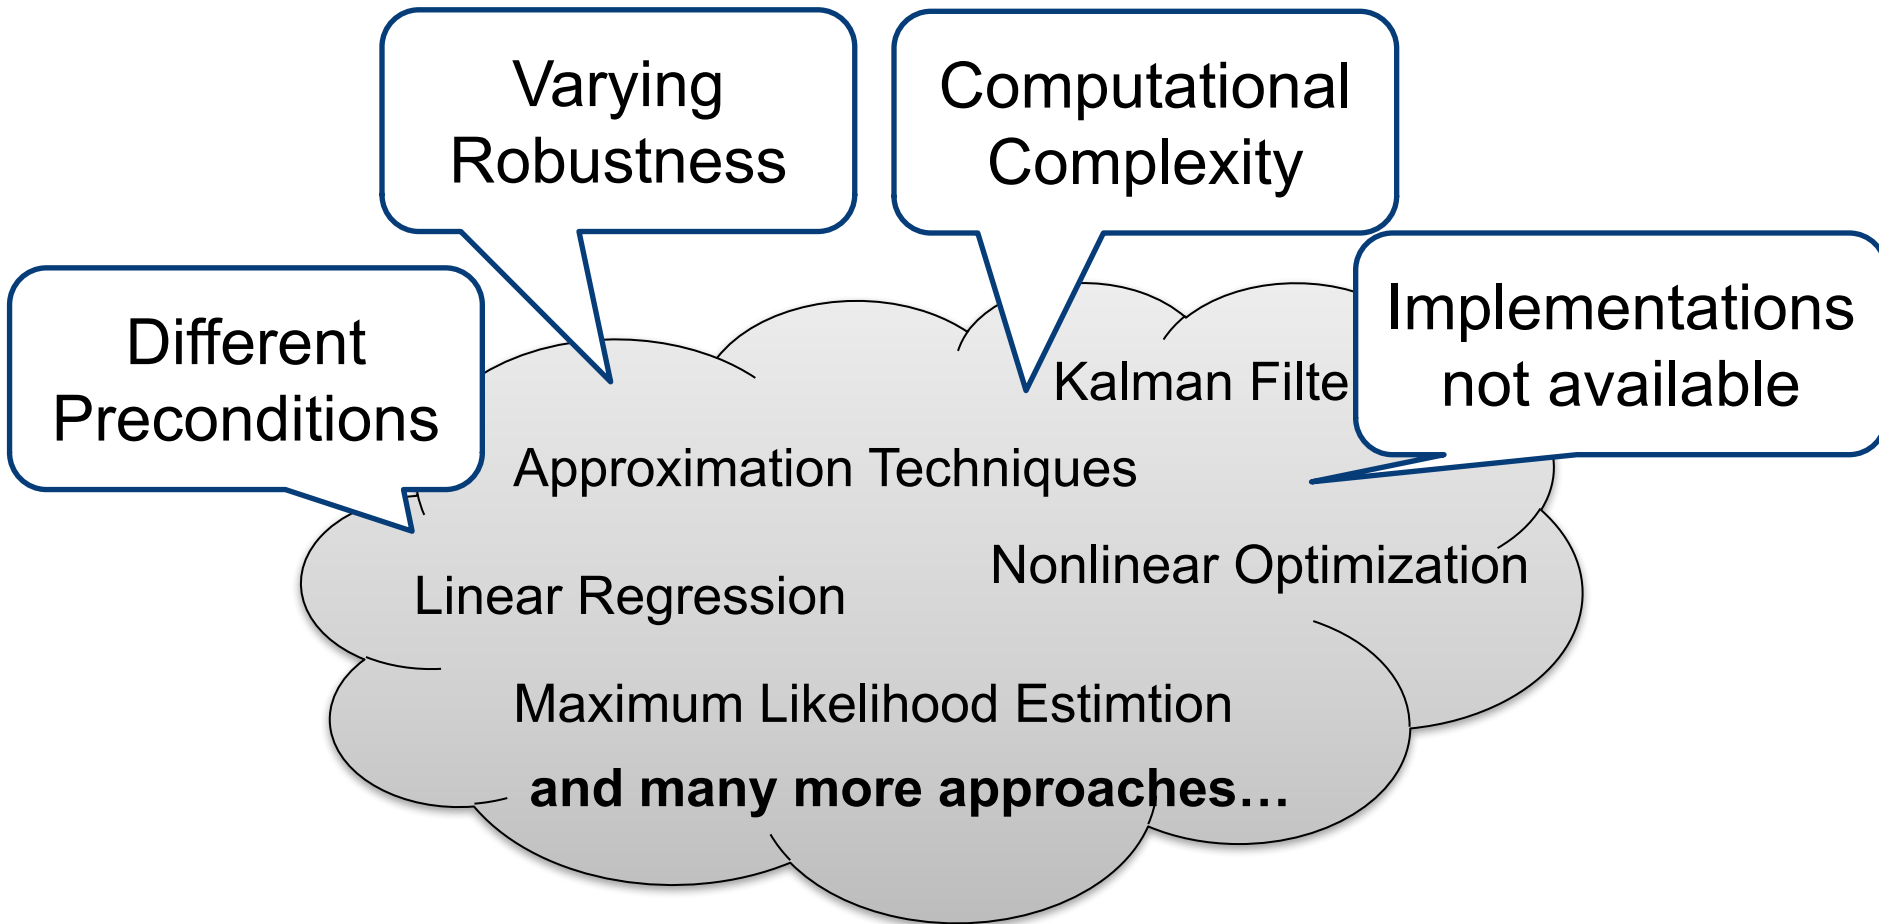 Varying
Robustness
Computational
Complexity
Different
Preconditions
Implementations
not available
Kalman Filte
Approximation Techniques
Nonlinear Optimization
Linear Regression
Maximum Likelihood Estimtion
and many more approaches…